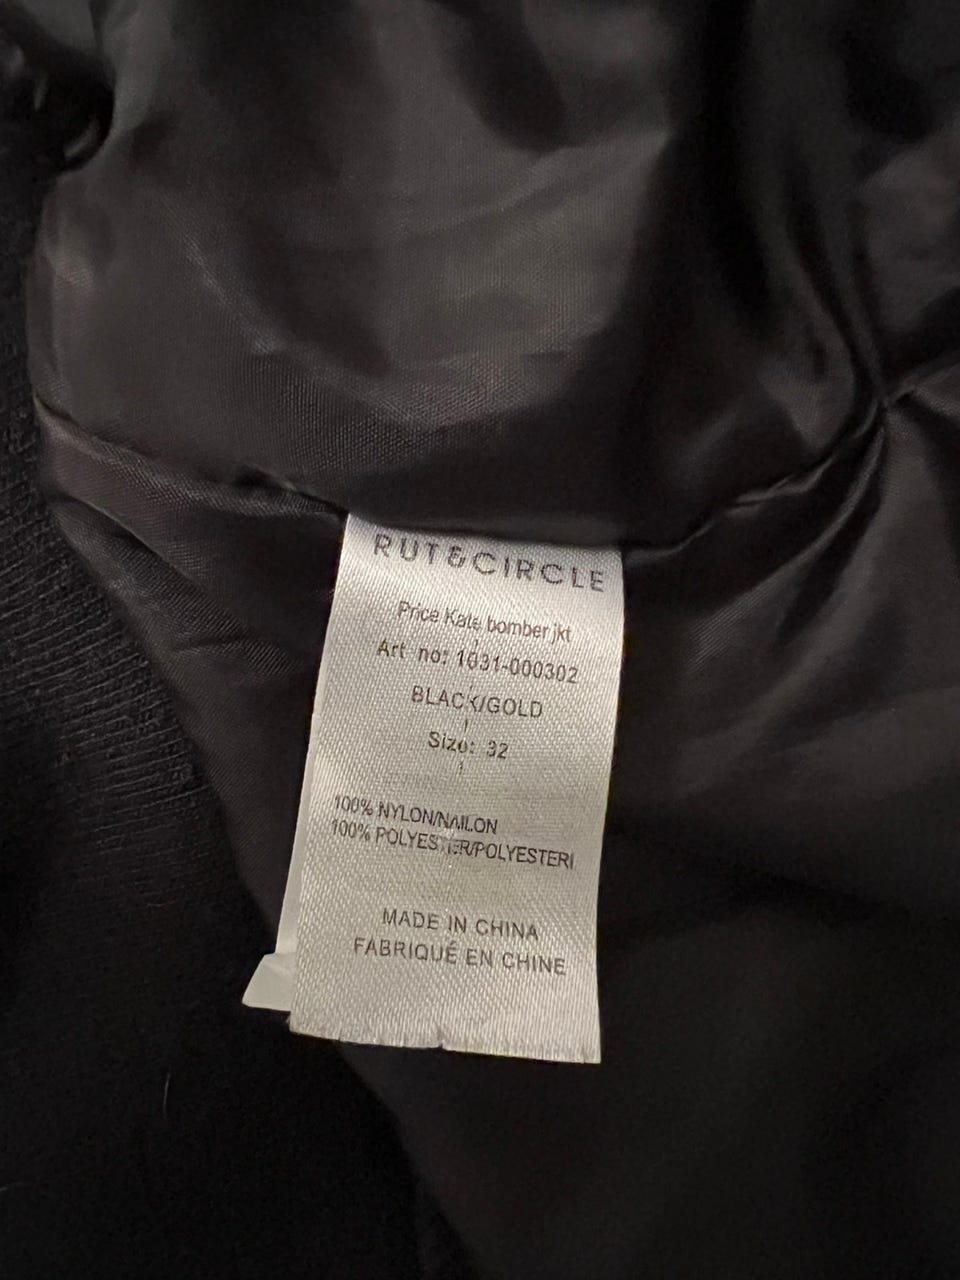 RUT&CIRCLE
Price Kate bomber jkt
Art no: 1631-000302
BLACK/GOLD
Size: 32
100% NYLON/NAILON
100% POLYESTER/POLYESTERI
MADE IN CHINA
FABRIQUÉ EN CHINE